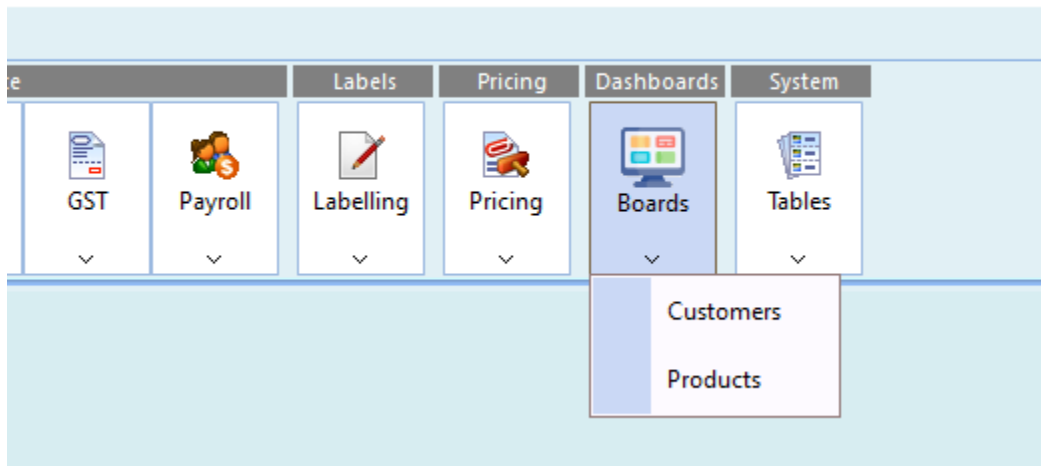 Labels Pricing Dashboards System
GST Payroll Labelling Pricing Boards Tables
Customers
Products